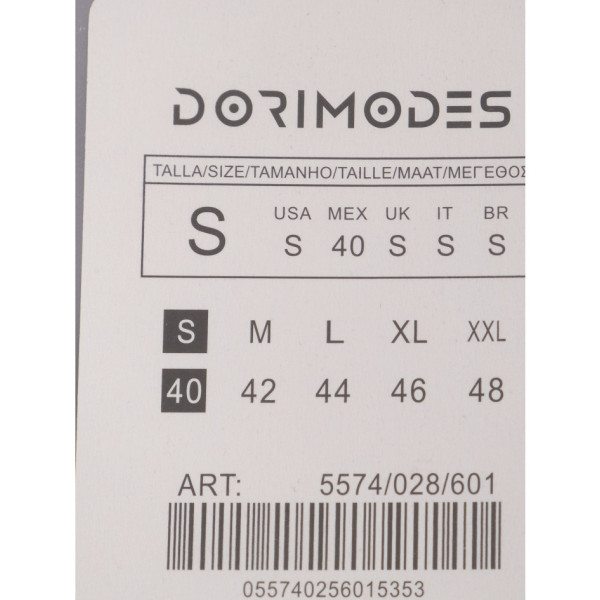 DORIMODES
TALLA/SIZE/TAMANHO/TAILLE/MAAT/ΜΕΓΕΘΟΣ
S
USA MEX UK IT BR
S 40 S S S
S M L XL XXL
40 42 44 46 48
ART: 5574/028/601
055740256015353